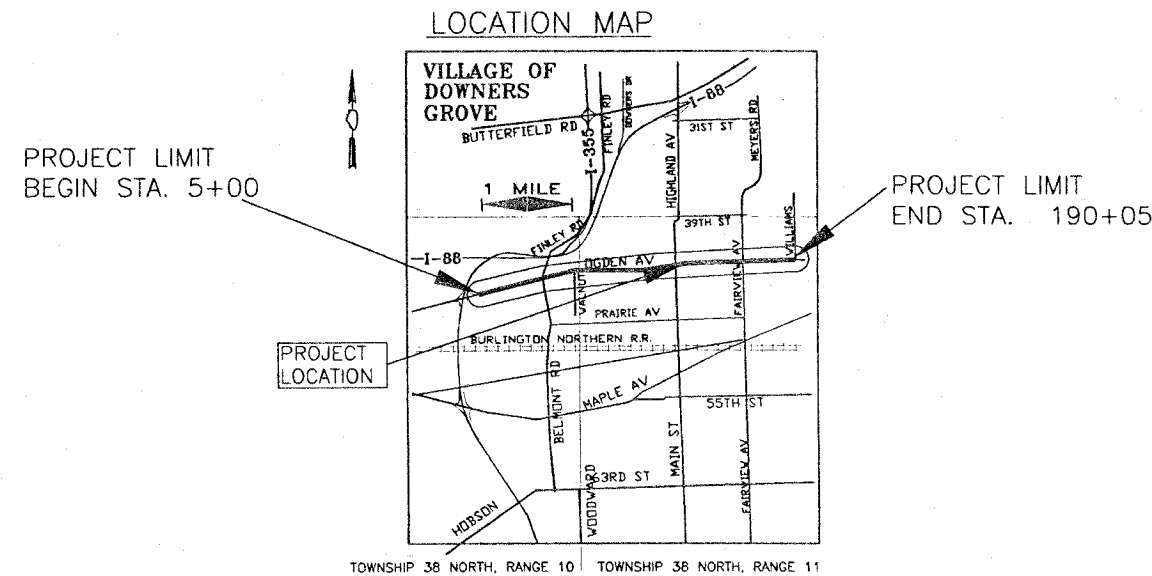 LOCATION MAP
VILLAGE OF
DOWNERS
GROVE
BUTTERFIELD RD
I-355
FINLEY RD
DOWNERS DR
I-88
31ST ST
HIGHLAND AV
MEYERS RD
PROJECT LIMIT
BEGIN STA. 5+00
1 MILE
PROJECT LIMIT
END STA. 190+05
39TH ST
WILLIAMS
FINLEY RD
I-88
OGDEN AV
FAIRVIEW AV
WALNUT
PRAIRIE AV
BURLINGTON NORTHERN R.R.
PROJECT
LOCATION
BELMONT RD
MAPLE AV
55TH ST
MAIN ST
FAIRVIEW AV
63RD ST
WOODWARD
HOBSON
TOWNSHIP 38 NORTH, RANGE 10
TOWNSHIP 38 NORTH, RANGE 11